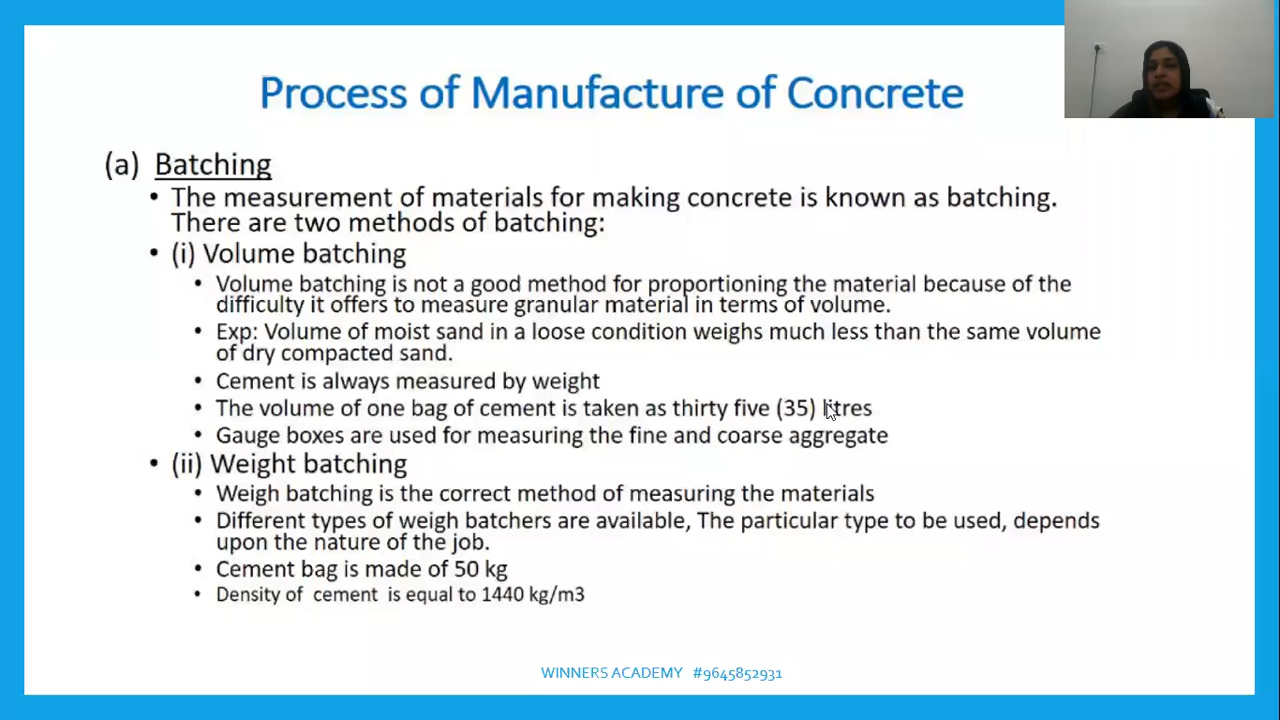 Process of Manufacture of Concrete
(a) Batching
• The measurement of materials for making concrete is known as batching.
There are two methods of batching:
• (i) Volume batching
• Volume batching is not a good method for proportioning the material because of the
difficulty it offers to measure granular material in terms of volume.
• Exp: Volume of moist sand in a loose condition weighs much less than the same volume
of dry compacted sand.
• Cement is always measured by weight
• The volume of one bag of cement is taken as thirty five (35) litres
• Gauge boxes are used for measuring the fine and coarse aggregate
• (ii) Weight batching
• Weigh batching is the correct method of measuring the materials
• Different types of weigh batchers are available, The particular type to be used, depends
upon the nature of the job.
• Cement bag is made of 50 kg
• Density of cement is equal to 1440 kg/m3
WINNERS ACADEMY #9645852931